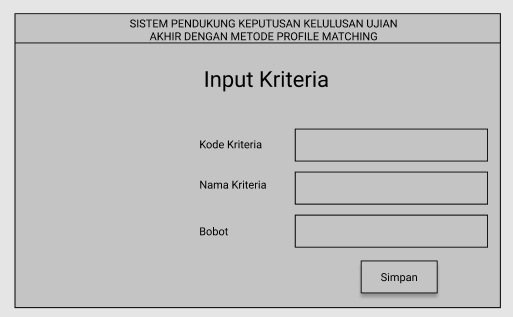 SISTEM PENDUKUNG KEPUTUSAN KELULUSAN UJIAN
AKHIR DENGAN METODE PROFILE MATCHING
Input Kriteria
Kode Kriteria
Nama Kriteria
Bobot
Simpan